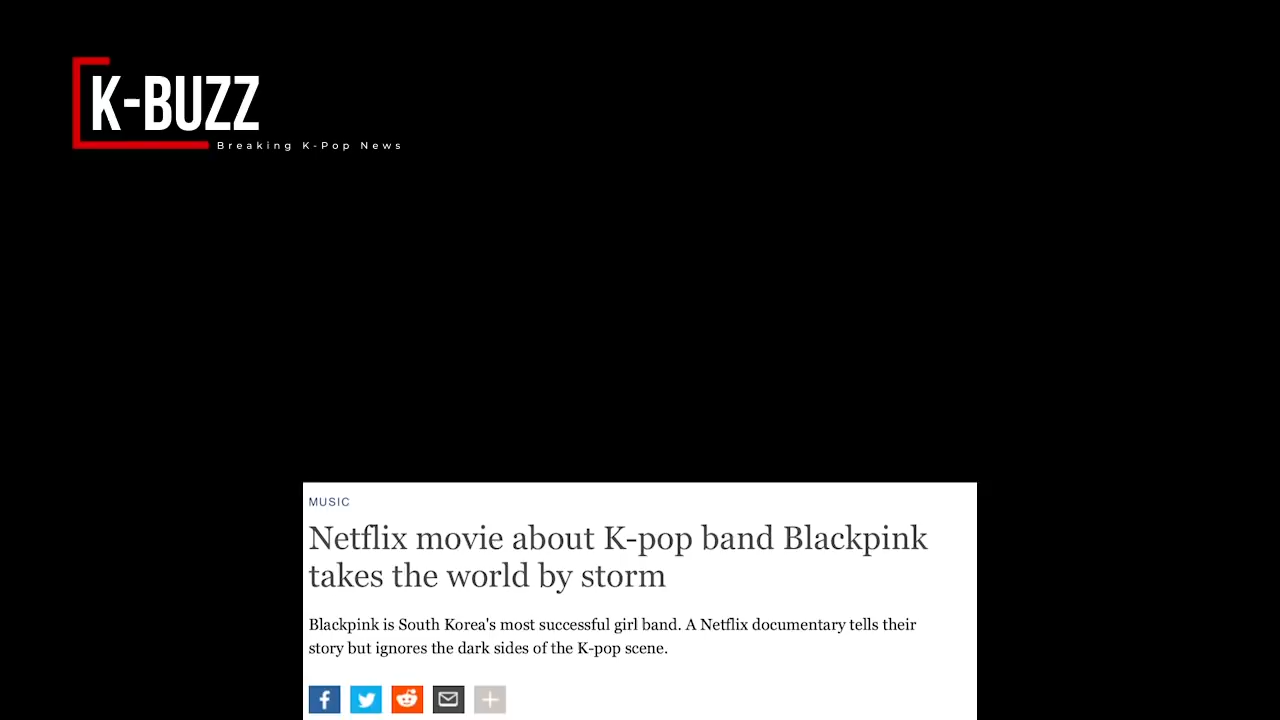 K-BUZZ
Breaking K-Pop News
MUSIC
Netflix movie about K-pop band Blackpink
takes the world by storm
Blackpink is South Korea's most successful girl band. A Netflix documentary tells their
story but ignores the dark sides of the K-pop scene.